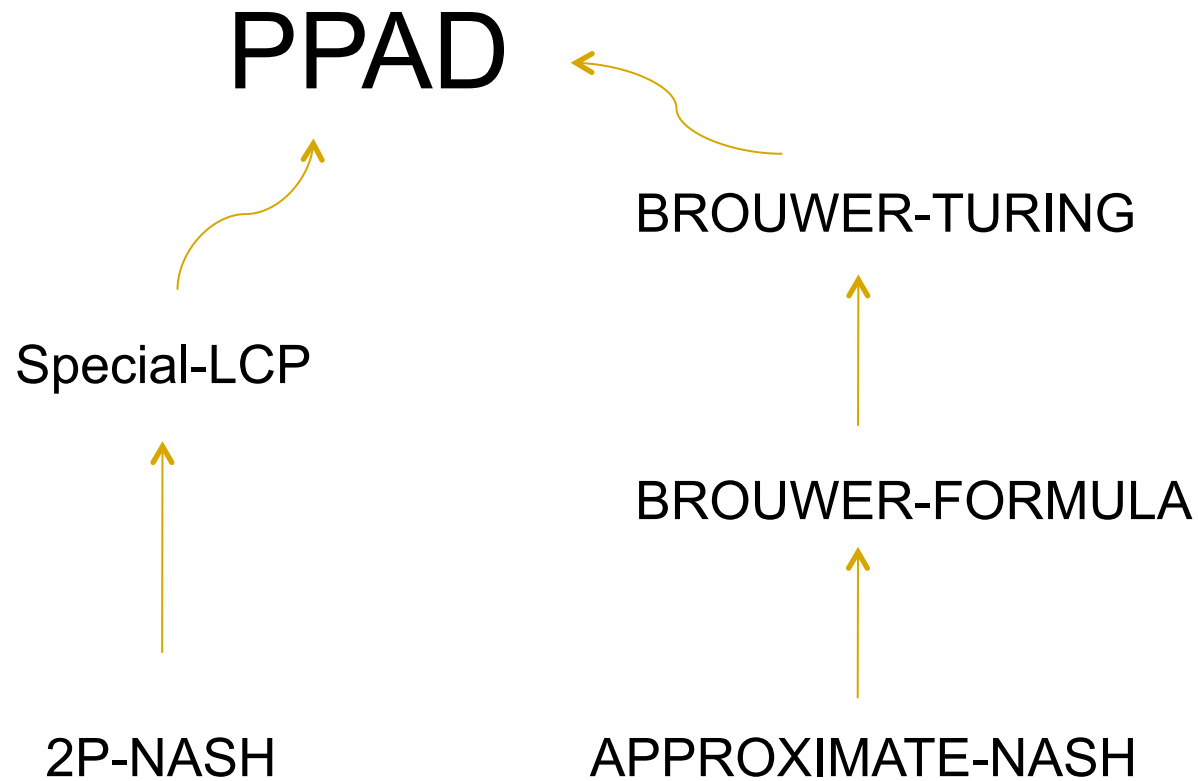 PPAD
BROUWER-TURING
Special-LCP
BROUWER-FORMULA
2P-NASH
APPROXIMATE-NASH